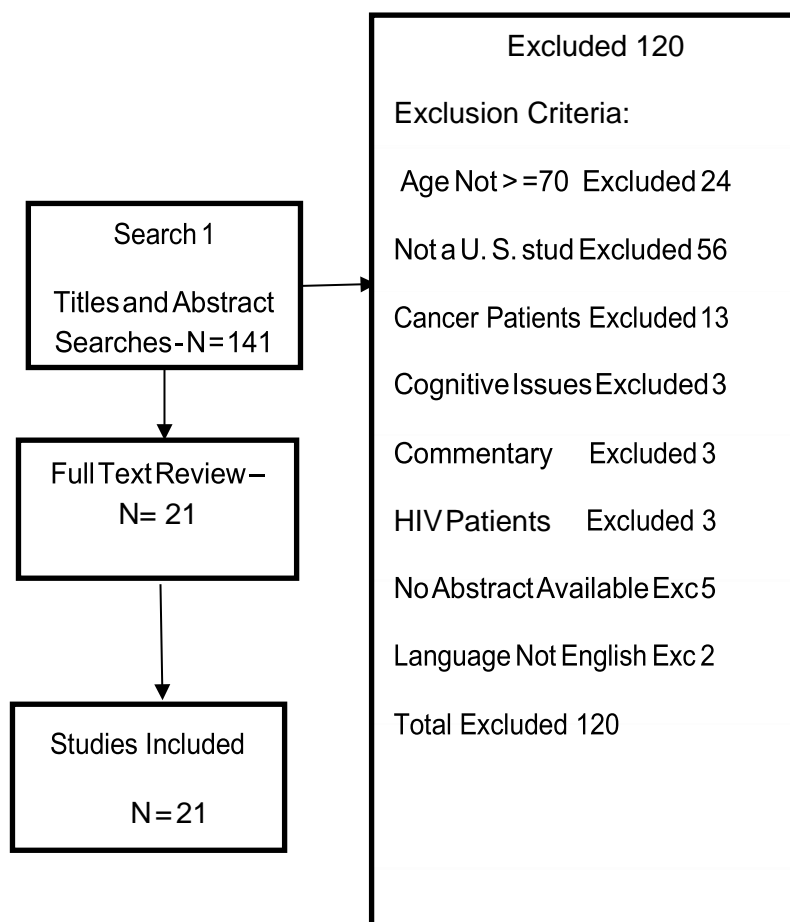 Search 1
Titles and Abstract
Searches - N = 141
Full Text Review –
N= 21
Studies Included
N = 21
Excluded 120
Exclusion Criteria:
Age Not > =70 Excluded 24
Not a U. S. stud Excluded 56
Cancer Patients Excluded 13
Cognitive Issues Excluded 3
Commentary Excluded 3
HIV Patients Excluded 3
No Abstract Available Exc 5
Language Not English Exc 2
Total Excluded 120